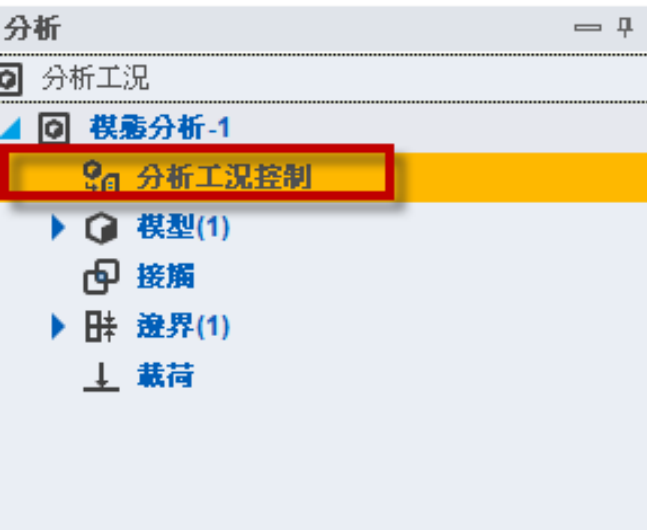 分析
分析工況
模態分析-1
分析工況控制
模型(1)
接觸
邊界(1)
載荷